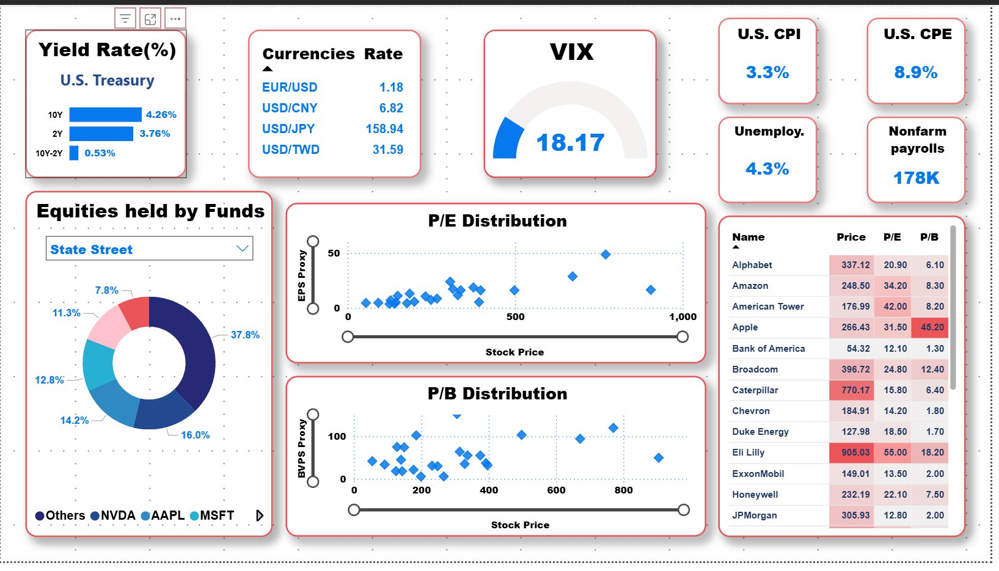 Yield Rate(%)
U.S. Treasury
10Y 4.26%
2Y 3.76%
10Y-2Y 0.53%
Currencies Rate
EUR/USD 1.18
USD/CNY 6.82
USD/JPY 158.94
USD/TWD 31.59
VIX
18.17
U.S. CPI
3.3%
U.S. CPE
8.9%
Unemploy.
4.3%
Nonfarm
payrolls
178K
Equities held by Funds
State Street
7.8%
11.3%
37.8%
12.8%
14.2%
16.0%
Others NVDA AAPL MSFT
P/E Distribution
EPS Proxy
50
0
0 500 1,000
Stock Price
P/B Distribution
BVPS Proxy
100
0
0 200 400 600 800
Stock Price
Name Price P/E P/B
Alphabet 337.12 20.90 6.10
Amazon 248.50 34.20 8.30
American Tower 176.99 42.00 8.20
Apple 266.43 31.50 45.20
Bank of America 54.32 12.10 1.30
Broadcom 396.72 24.80 12.40
Caterpillar 770.17 15.80 6.40
Chevron 184.91 14.20 1.80
Duke Energy 127.98 18.50 1.70
Eli Lilly 905.03 55.00 18.20
ExxonMobil 149.01 13.50 2.00
Honeywell 232.19 22.10 7.50
JPMorgan 305.93 12.80 2.00